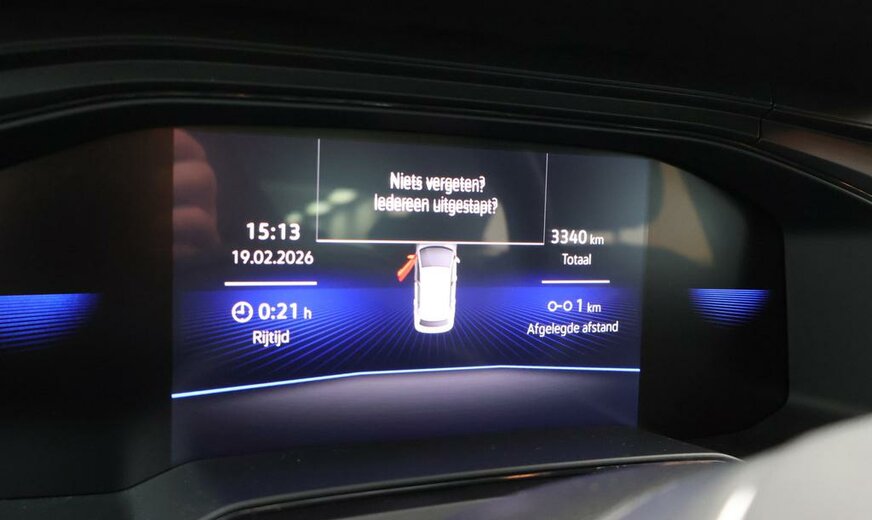 Niets vergeten?
Iedereen uitgestapt?
15:13
19.02.2026
0:21 h
Rijtijd
3340 km
Totaal
1 km
Afgelegde afstand